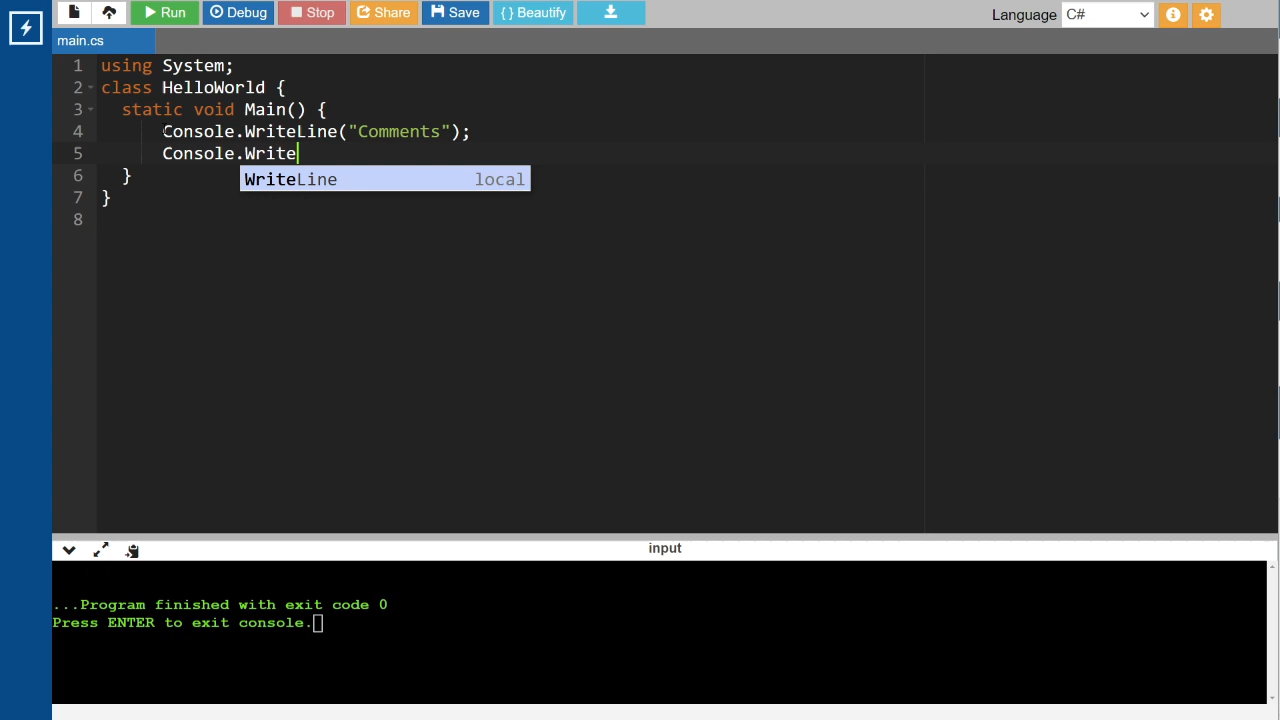 Run Debug Stop Share Save { } Beautify Language C#
main.cs
1 using System;
2 class HelloWorld {
3 static void Main() {
4 Console.WriteLine("Comments");
5 Console.Write
WriteLine local
6 }
7 }
8
input
...Program finished with exit code 0
Press ENTER to exit console.